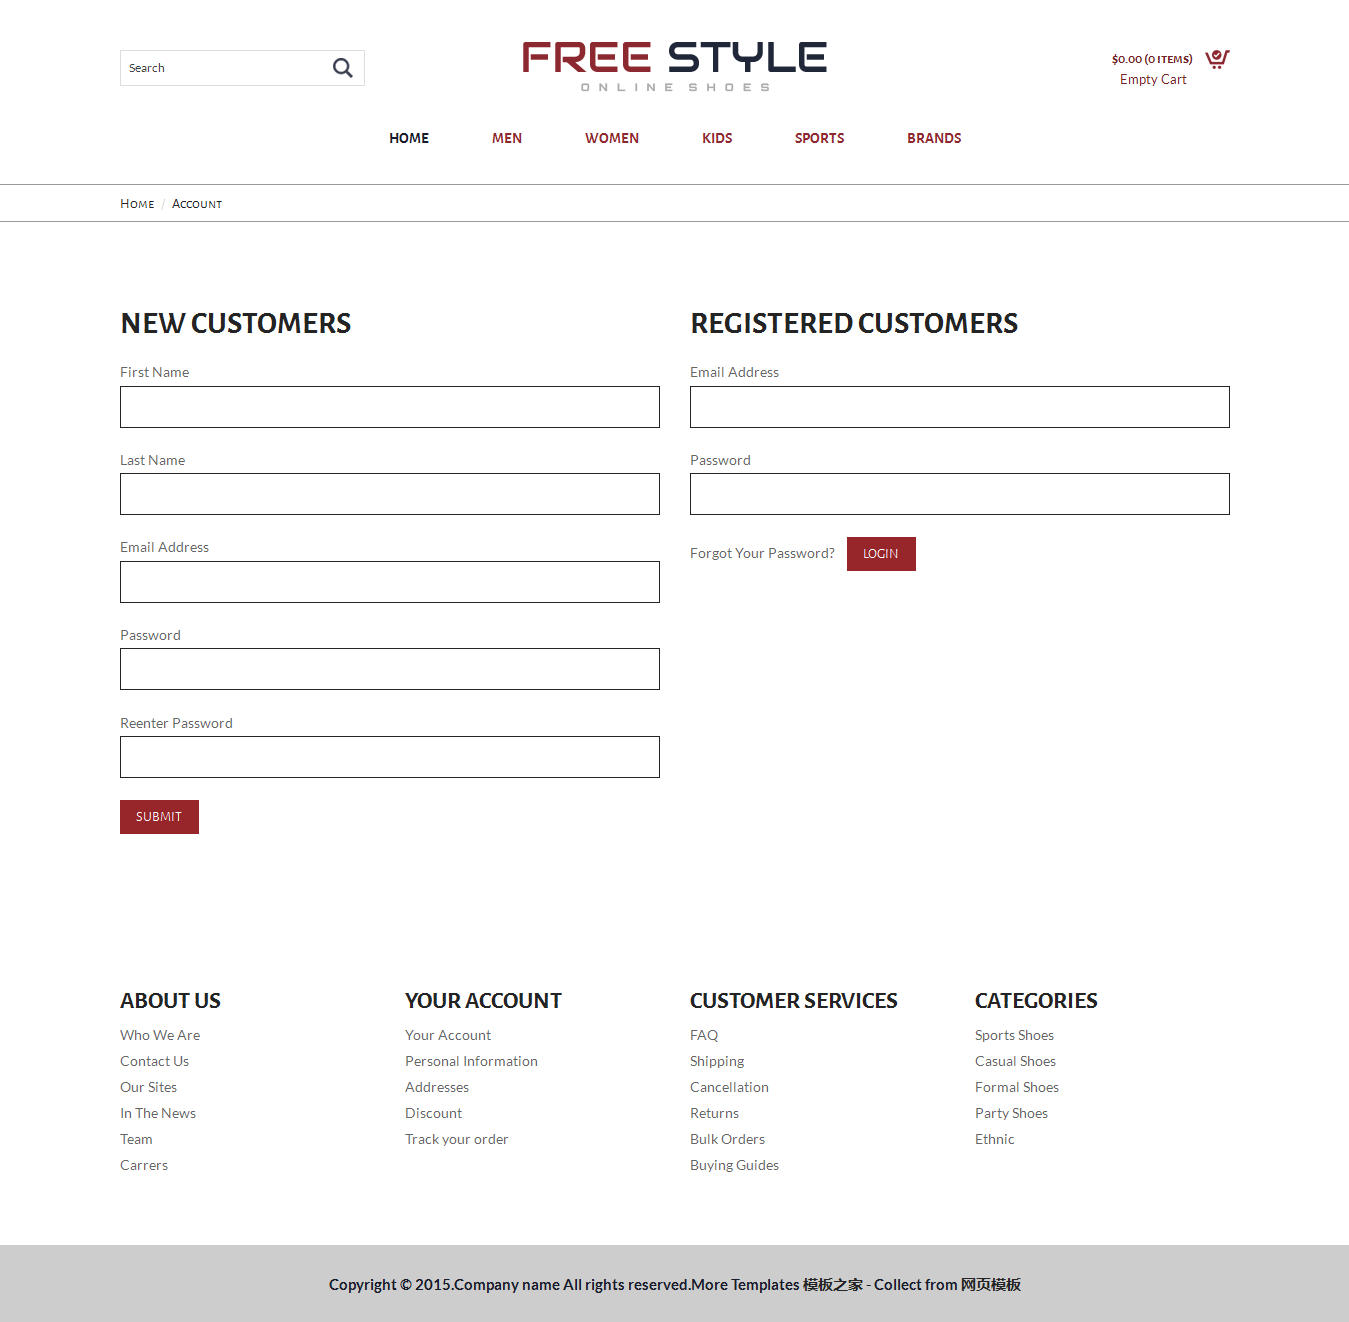 Search
FREE STYLE
ONLINE SHOES
$0.00 (0 ITEMS)
Empty Cart
HOME MEN WOMEN KIDS SPORTS BRANDS
Home / Account
NEW CUSTOMERS
First Name
Last Name
Email Address
Password
Reenter Password
SUBMIT
REGISTERED CUSTOMERS
Email Address
Password
Forgot Your Password? LOGIN
ABOUT US
Who We Are
Contact Us
Our Sites
In The News
Team
Carrers
YOUR ACCOUNT
Your Account
Personal Information
Addresses
Discount
Track your order
CUSTOMER SERVICES
FAQ
Shipping
Cancellation
Returns
Bulk Orders
Buying Guides
CATEGORIES
Sports Shoes
Casual Shoes
Formal Shoes
Party Shoes
Ethnic
Copyright © 2015.Company name All rights reserved.More Templates 模板之家 - Collect from 网页模板